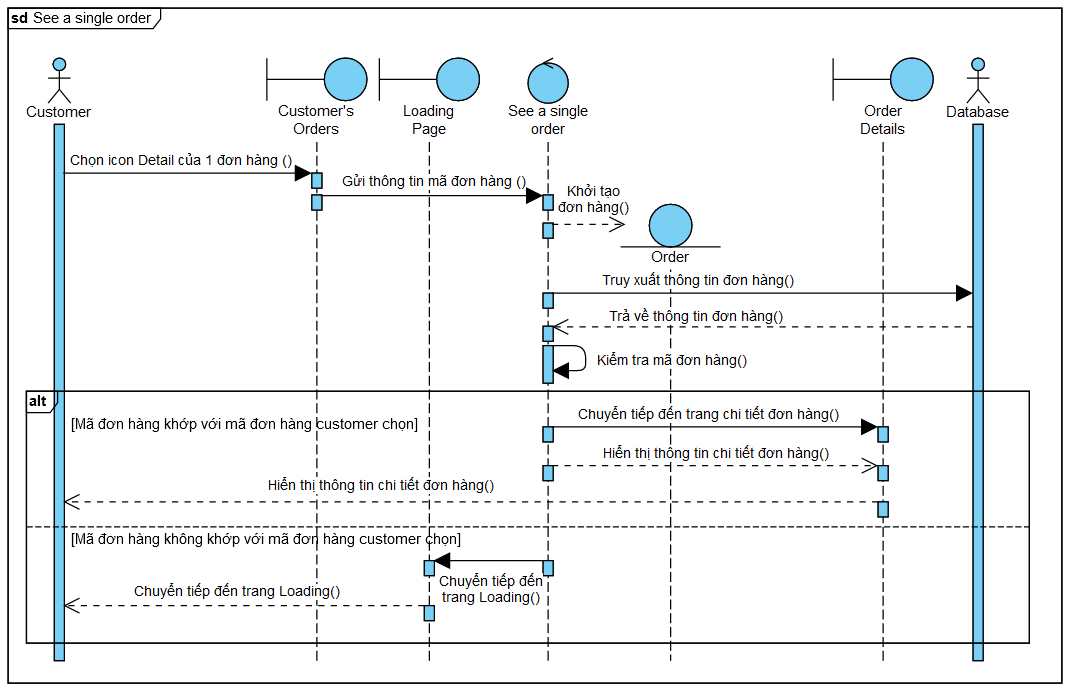 sd See a single order
Customer
Customer's
Orders
Loading
Page
See a single
order
Order
Details
Database
Chọn icon Detail của 1 đơn hàng ()
Gửi thông tin mã đơn hàng ()
Khởi tạo
đơn hàng()
Order
Truy xuất thông tin đơn hàng()
Trả về thông tin đơn hàng()
Kiểm tra mã đơn hàng()
alt
[Mã đơn hàng khớp với mã đơn hàng customer chọn]
Chuyển tiếp đến trang chi tiết đơn hàng()
Hiển thị thông tin chi tiết đơn hàng()
Hiển thị thông tin chi tiết đơn hàng()
[Mã đơn hàng không khớp với mã đơn hàng customer chọn]
Chuyển tiếp đến
trang Loading()
Chuyển tiếp đến trang Loading()